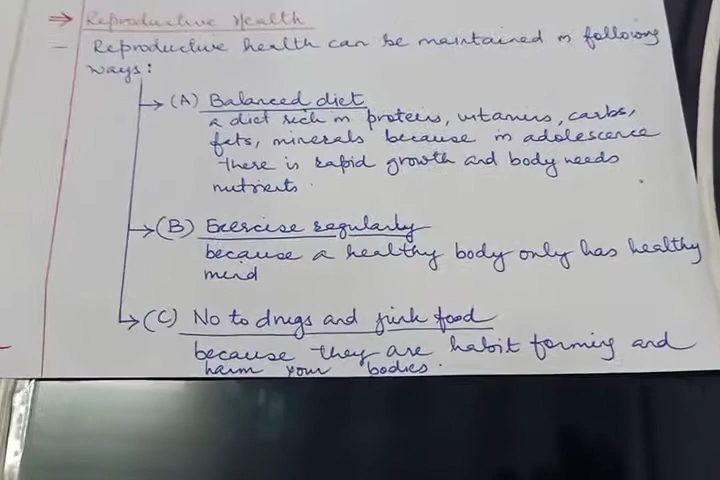 ⇒ Reproductive Health
– Reproductive health can be maintained in following
ways:
→ (A) Balanced diet
a diet rich in proteins, vitamins, carbs,
fats, minerals because in adolescence
there is rapid growth and body needs
nutrients.
→ (B) Exercise regularly
because a healthy body only has healthy
mind
→ (C) No to drugs and junk food
because they are habit forming and
harm your bodies.